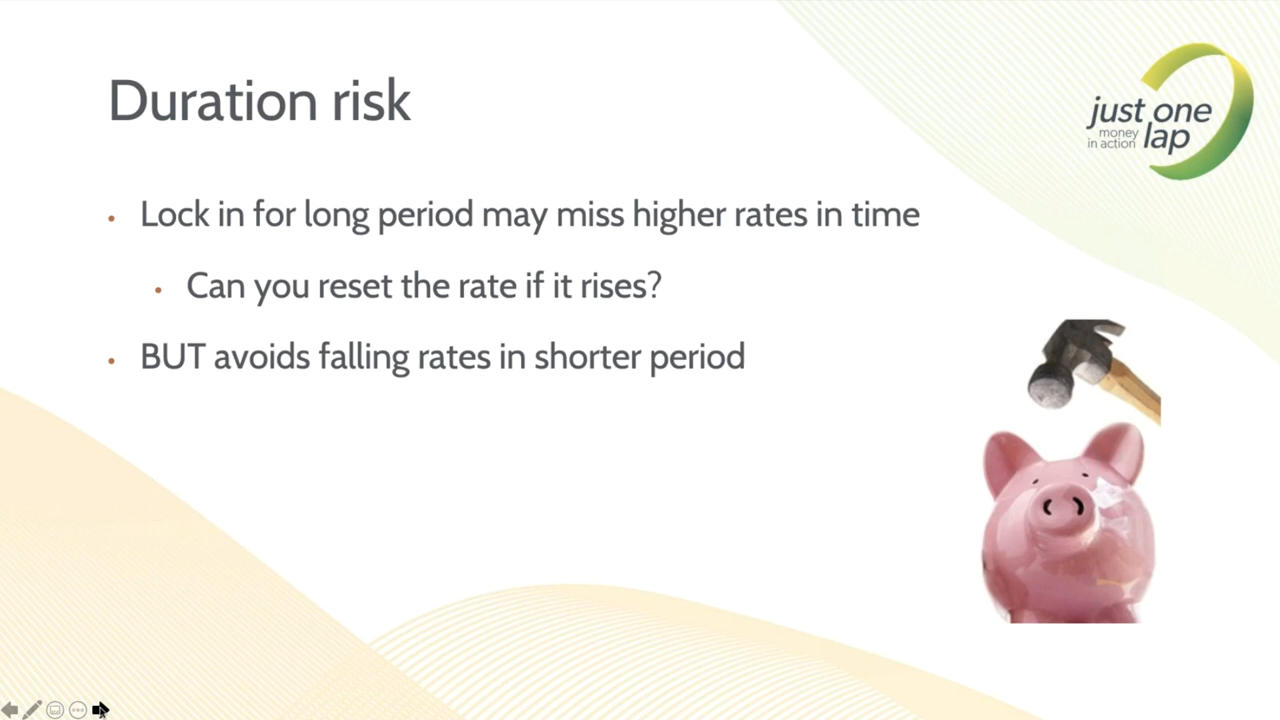 Duration risk
just one
money
lap
in action
• Lock in for long period may miss higher rates in time
• Can you reset the rate if it rises?
• BUT avoids falling rates in shorter period